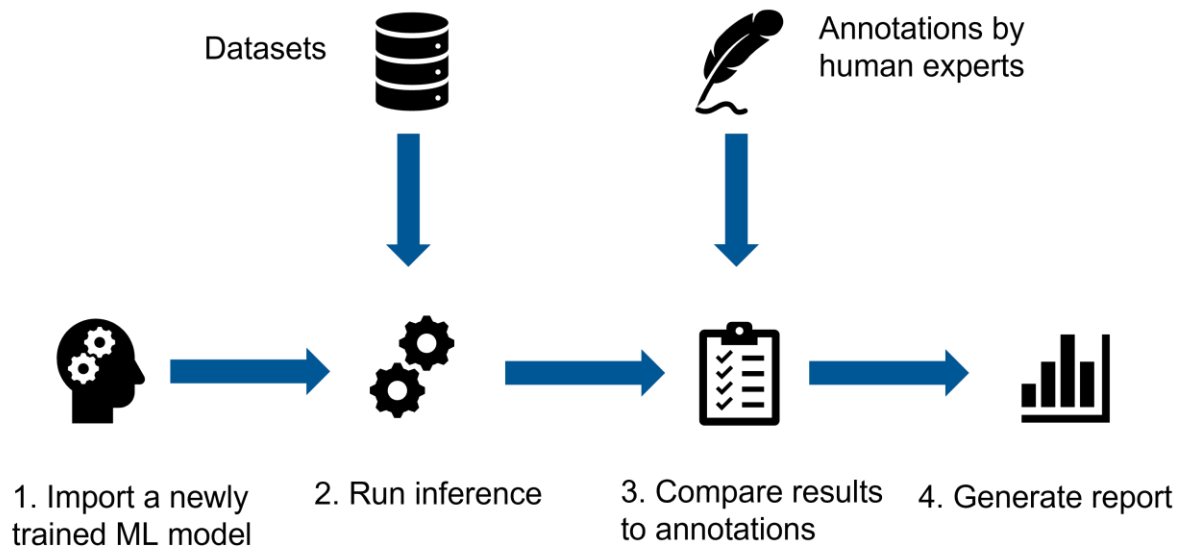 Datasets
Annotations by
human experts
1. Import a newly
trained ML model
2. Run inference
3. Compare results
to annotations
4. Generate report